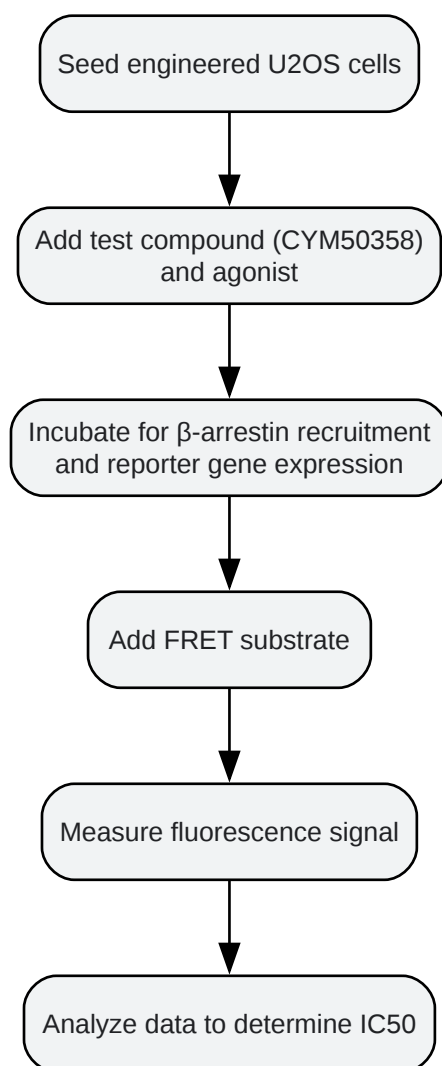 Seed engineered U2OS cells
Add test compound (CYM50358)
and agonist
Incubate for β-arrestin recruitment
and reporter gene expression
Add FRET substrate
Measure fluorescence signal
Analyze data to determine IC50